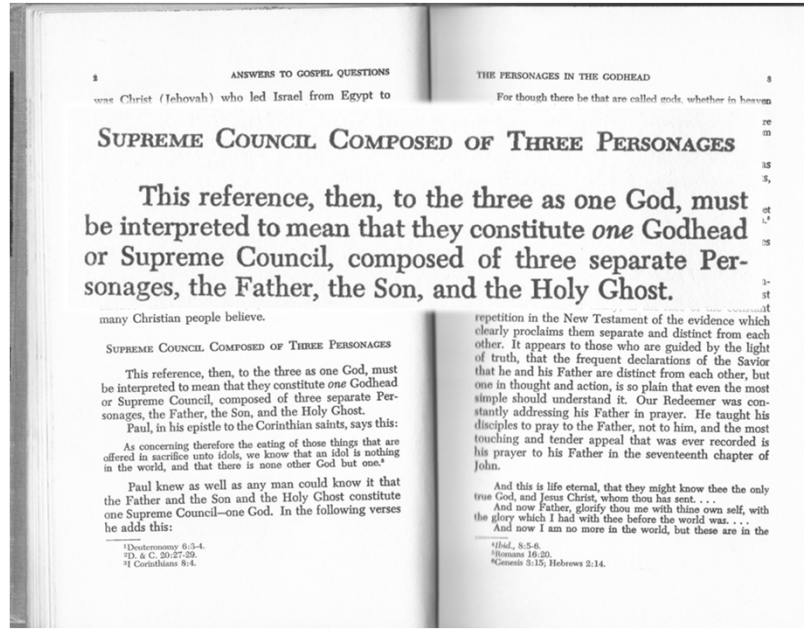 2 ANSWERS TO GOSPEL QUESTIONS
was Christ (Jehovah) who led Israel from Egypt to
SUPREME COUNCIL COMPOSED OF THREE PERSONAGES
This reference, then, to the three as one God, must
be interpreted to mean that they constitute one Godhead
or Supreme Council, composed of three separate Per-
sonages, the Father, the Son, and the Holy Ghost.
many Christian people believe.
SUPREME COUNCIL COMPOSED OF THREE PERSONAGES
This reference, then, to the three as one God, must
be interpreted to mean that they constitute one Godhead
or Supreme Council, composed of three separate Per-
sonages, the Father, the Son, and the Holy Ghost.
Paul, in his epistle to the Corinthian saints, says this:
As concerning therefore the eating of those things that are
offered in sacrifice unto idols, we know that an idol is nothing
in the world, and that there is none other God but one.³
Paul knew as well as any man could know it that
the Father and the Son and the Holy Ghost constitute
one Supreme Council—one God. In the following verses
he adds this:
¹Deuteronomy 6:3-4.
²D. & C. 20:27-29.
³I Corinthians 8:4.
THE PERSONAGES IN THE GODHEAD 3
For though there be that are called gods, whether in heaven
repetition in the New Testament of the evidence which
clearly proclaims them separate and distinct from each
other. It appears to those who are guided by the light
of truth, that the frequent declarations of the Savior
that he and his Father are distinct from each other, but
one in thought and action, is so plain that even the most
simple should understand it. Our Redeemer was con-
stantly addressing his Father in prayer. He taught his
disciples to pray to the Father, not to him, and the most
touching and tender appeal that was ever recorded is
his prayer to his Father in the seventeenth chapter of
John.
And this is life eternal, that they might know thee the only
true God, and Jesus Christ, whom thou has sent. . . .
And now Father, glorify thou me with thine own self, with
the glory which I had with thee before the world was. . . .
And now I am no more in the world, but these are in the
⁴Ibid., 8:5-6.
⁵Romans 16:20.
⁶Genesis 3:15; Hebrews 2:14.